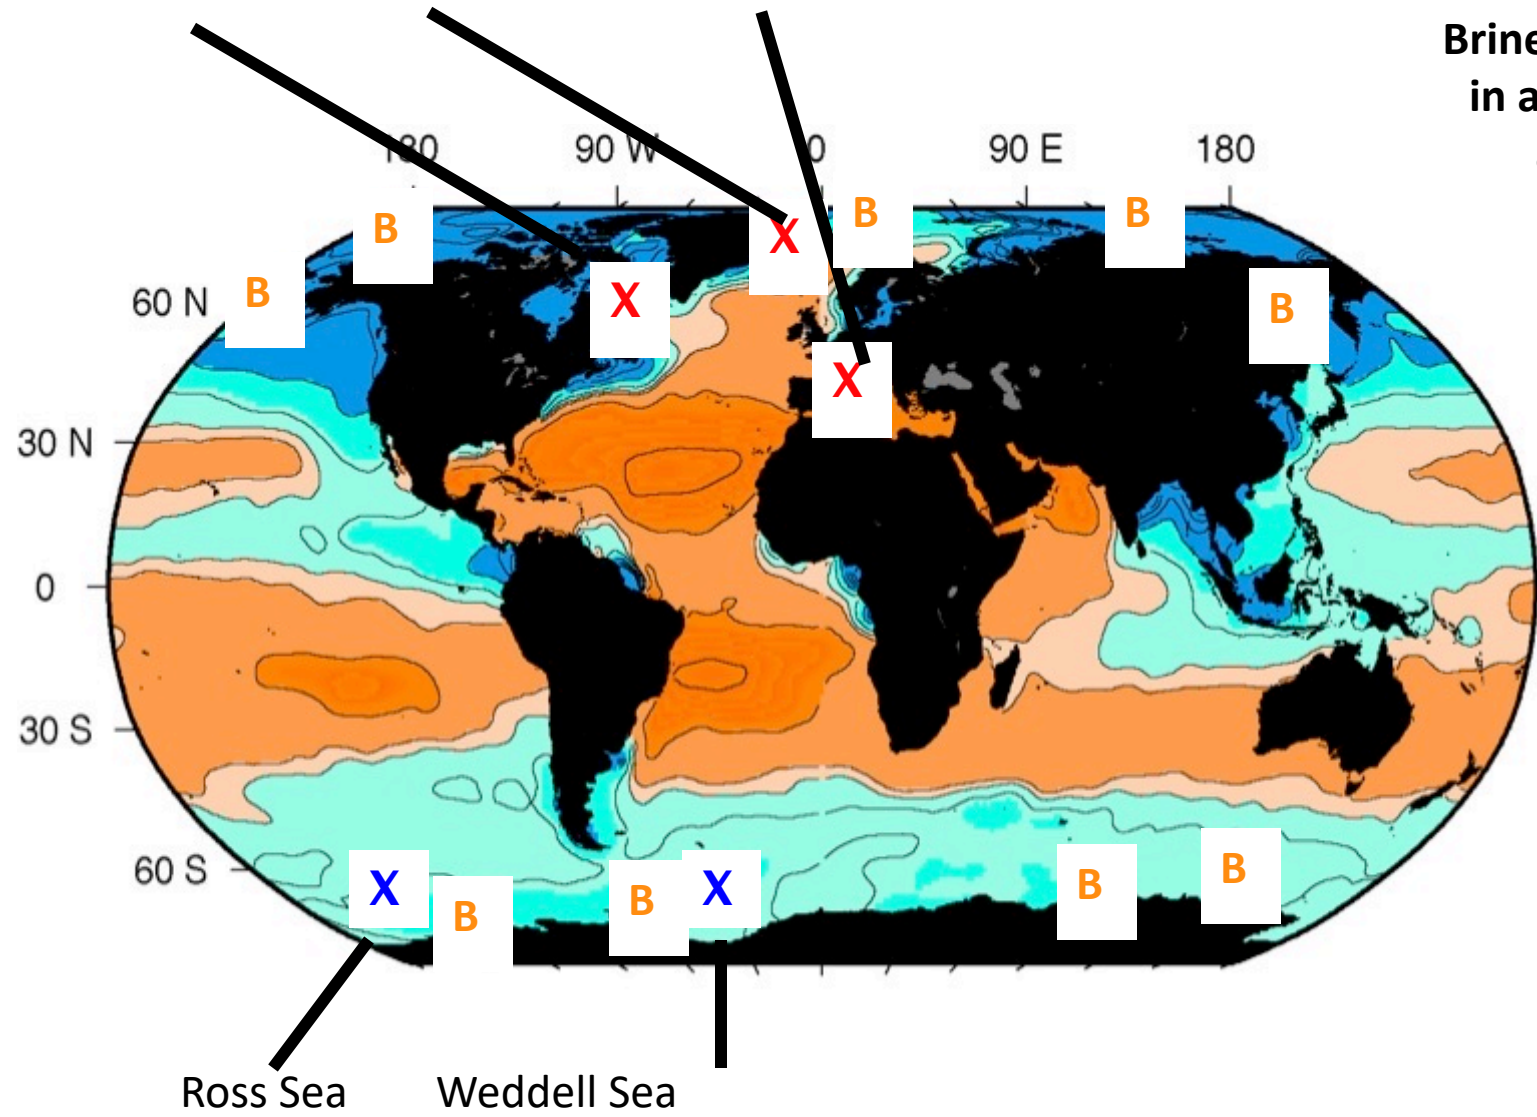 Brine
in a
180 90 W 0 90 E 180
B B B
B X
60 N X B
X
30 N
0
30 S
60 S X B B X B B
Ross Sea Weddell Sea